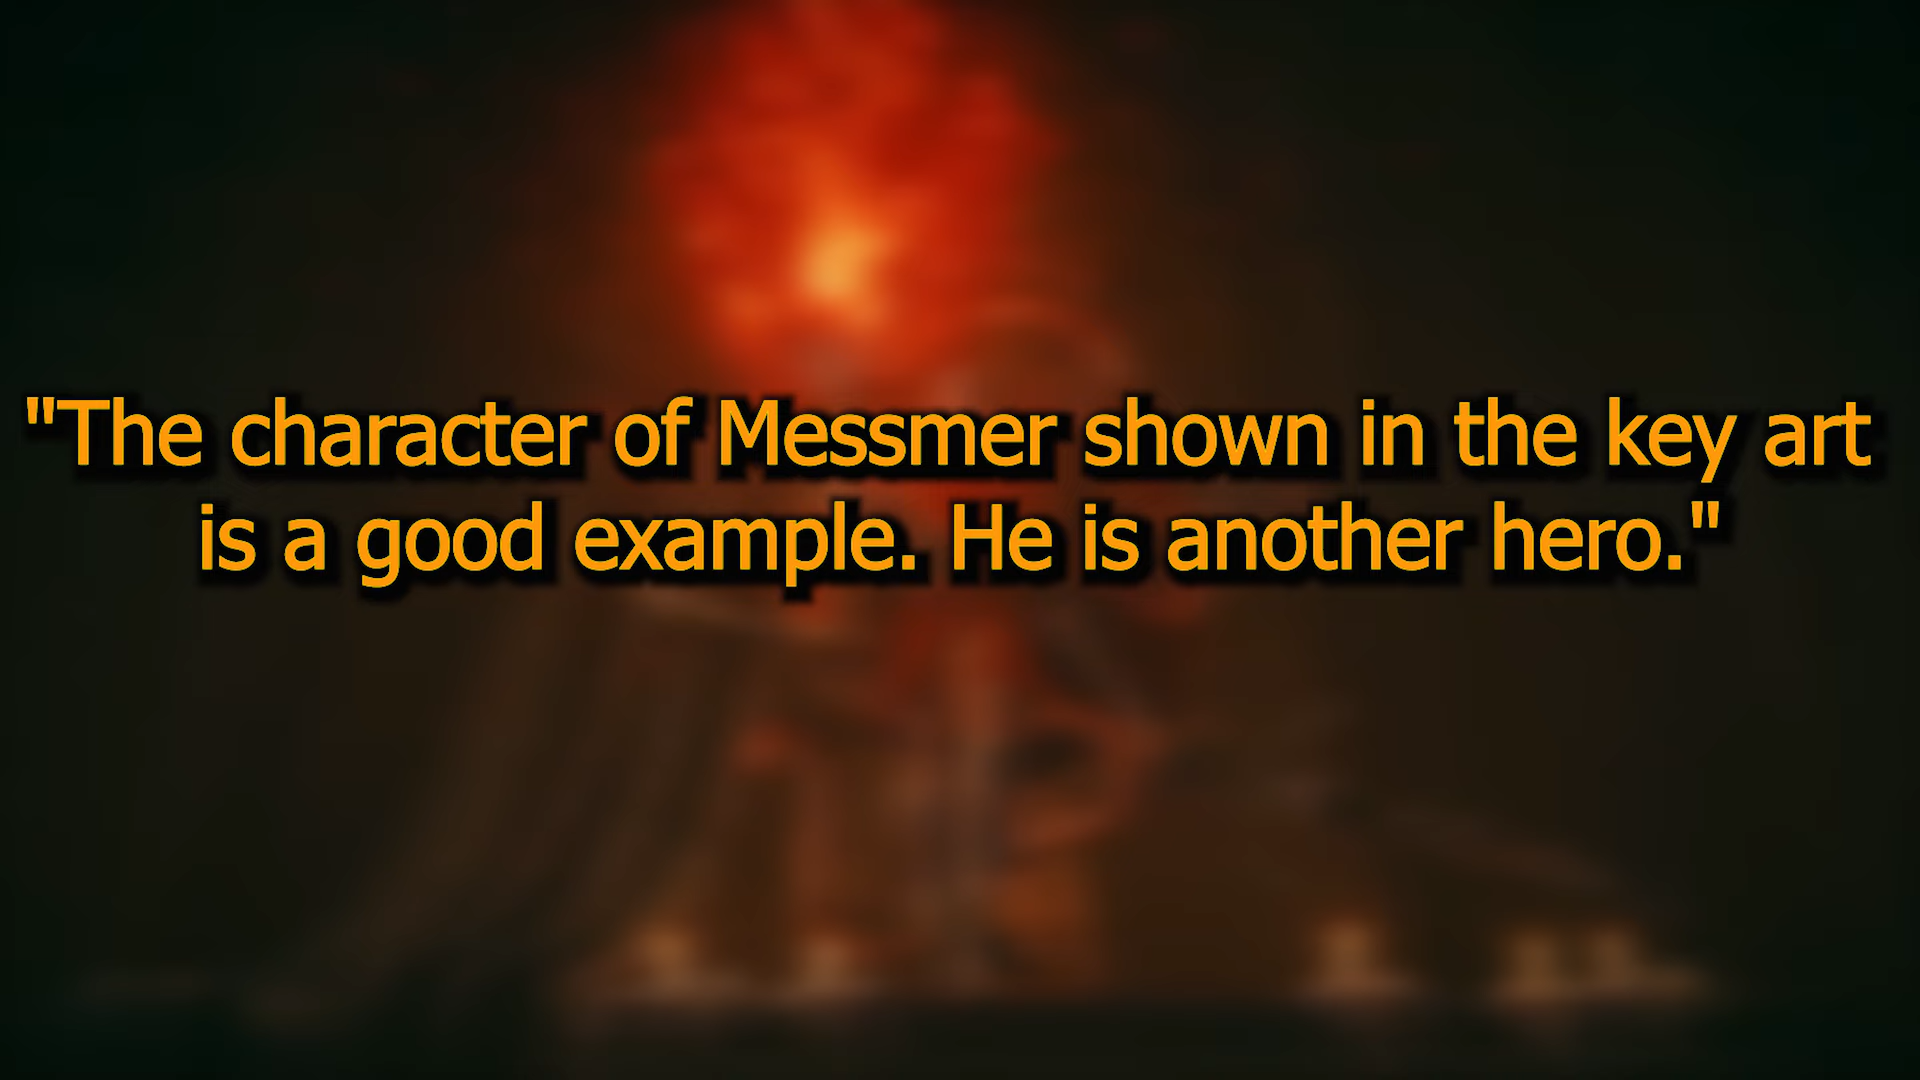 "The character of Messmer shown in the key art
is a good example. He is another hero."